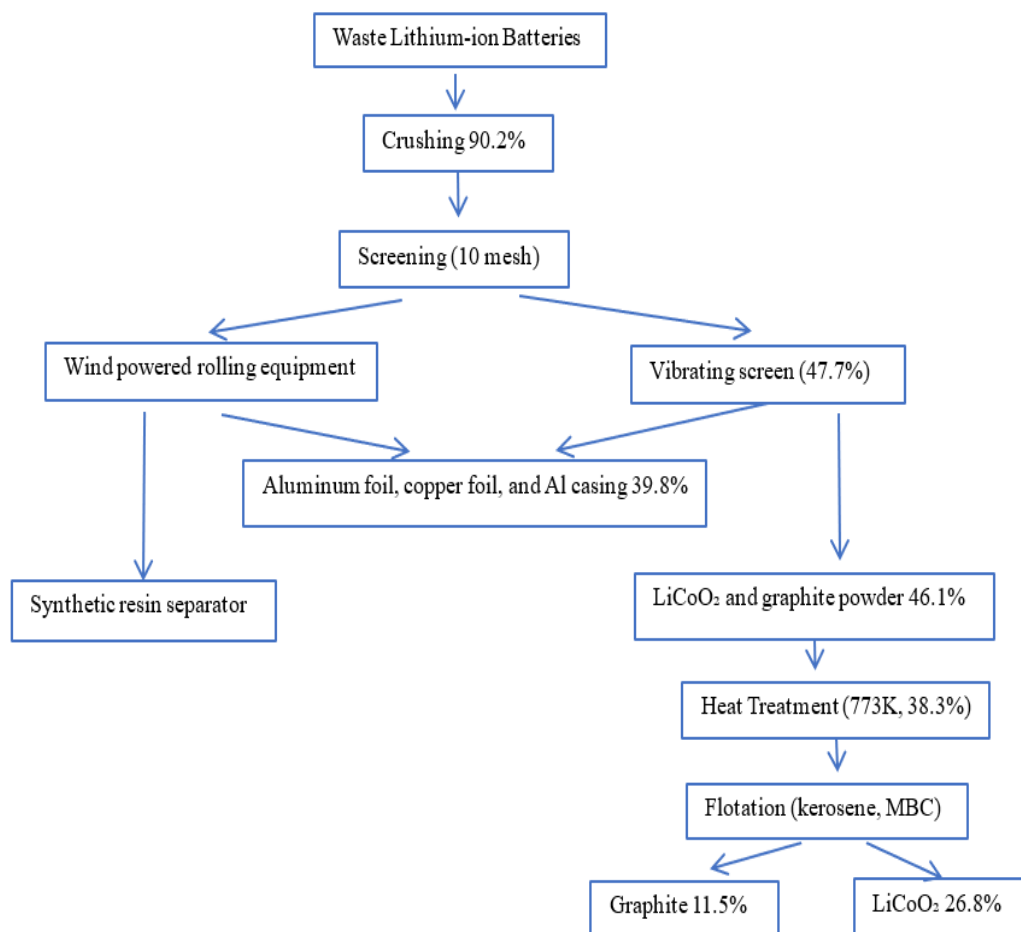 Waste Lithium-ion Batteries
Crushing 90.2%
Screening (10 mesh)
Wind powered rolling equipment
Vibrating screen (47.7%)
Aluminum foil, copper foil, and Al casing 39.8%
Synthetic resin separator
LiCoO₂ and graphite powder 46.1%
Heat Treatment (773K, 38.3%)
Flotation (kerosene, MBC)
Graphite 11.5%
LiCoO₂ 26.8%